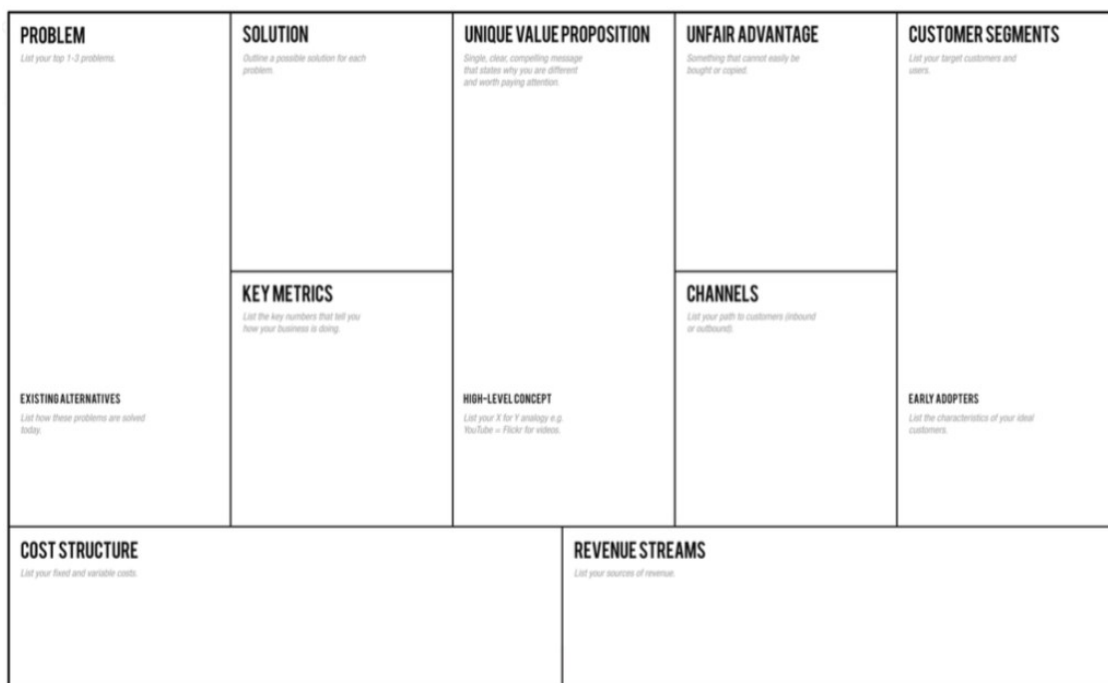 PROBLEM
List your top 1-3 problems.
EXISTING ALTERNATIVES
List how these problems are solved
today.
SOLUTION
Outline a possible solution for each
problem.
KEY METRICS
List the key numbers that tell you
how your business is doing.
UNIQUE VALUE PROPOSITION
Single, clear, compelling message
that states why you are different
and worth paying attention.
HIGH-LEVEL CONCEPT
List your X for Y analogy e.g.
YouTube = Flickr for videos.
UNFAIR ADVANTAGE
Something that cannot easily be
bought or copied.
CHANNELS
List your path to customers (inbound
or outbound).
CUSTOMER SEGMENTS
List your target customers and
users.
EARLY ADOPTERS
List the characteristics of your ideal
customers.
COST STRUCTURE
List your fixed and variable costs.
REVENUE STREAMS
List your sources of revenue.